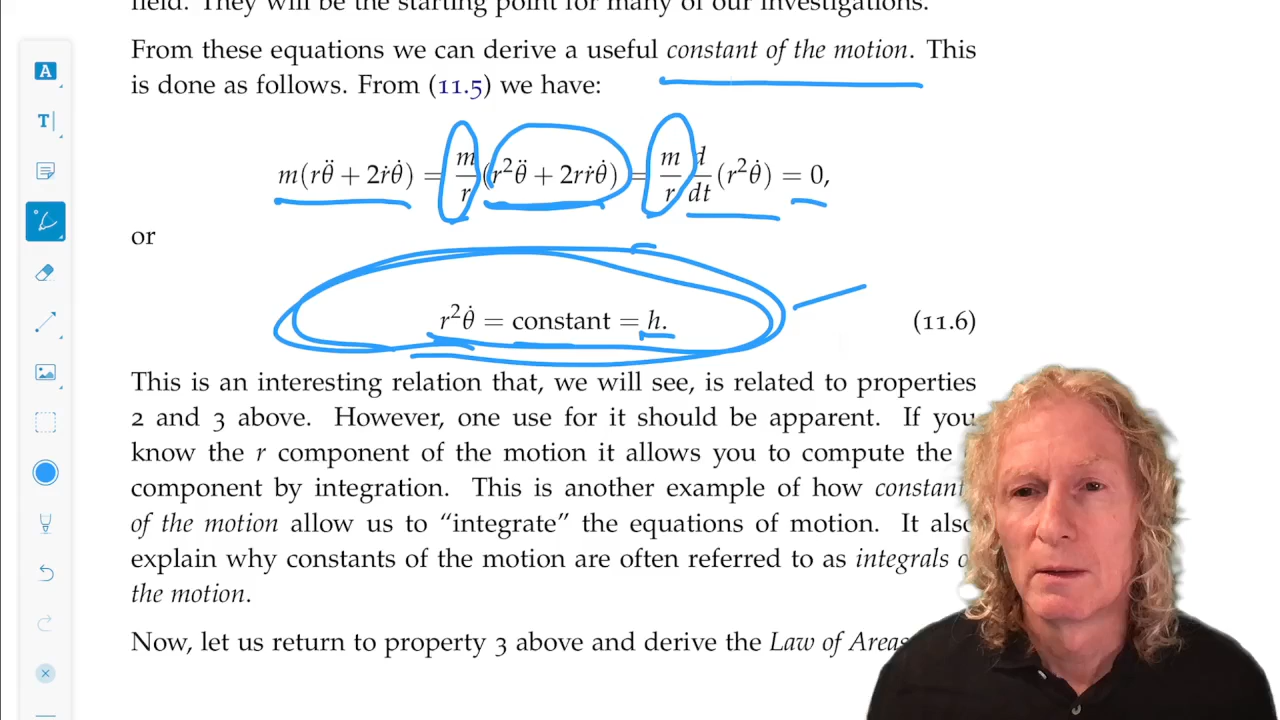 field. They will be the starting point for many of our investigations.
From these equations we can derive a useful constant of the motion. This
is done as follows. From (11.5) we have:
m(rθ̈ + 2ṙθ̇) = m/r (r²θ̈ + 2rṙθ̇) = m/r d/dt (r²θ̇) = 0,
or
r²θ̇ = constant = h. (11.6)
This is an interesting relation that, we will see, is related to properties
2 and 3 above. However, one use for it should be apparent. If you
know the r component of the motion it allows you to compute the
component by integration. This is another example of how constant
of the motion allow us to “integrate” the equations of motion. It also
explain why constants of the motion are often referred to as integrals o
the motion.
Now, let us return to property 3 above and derive the Law of Areas
A
T